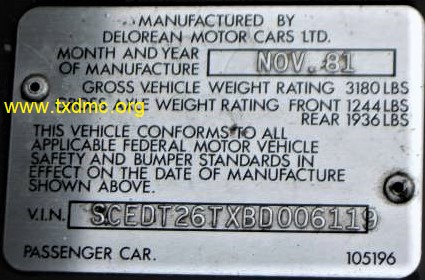 MANUFACTURED BY
DELOREAN MOTOR CARS LTD.
MONTH AND YEAR
OF MANUFACTURE NOV. 81
GROSS VEHICLE WEIGHT RATING 3180 LBS
www.txdmc.org
WEIGHT RATING FRONT 1244 LBS
REAR 1936 LBS
THIS VEHICLE CONFORMS TO ALL
APPLICABLE FEDERAL MOTOR VEHICLE
SAFETY AND BUMPER STANDARDS IN
EFFECT ON THE DATE OF MANUFACTURE
SHOWN ABOVE.
V.I.N. SCEDT26TXBD006119
PASSENGER CAR. 105196